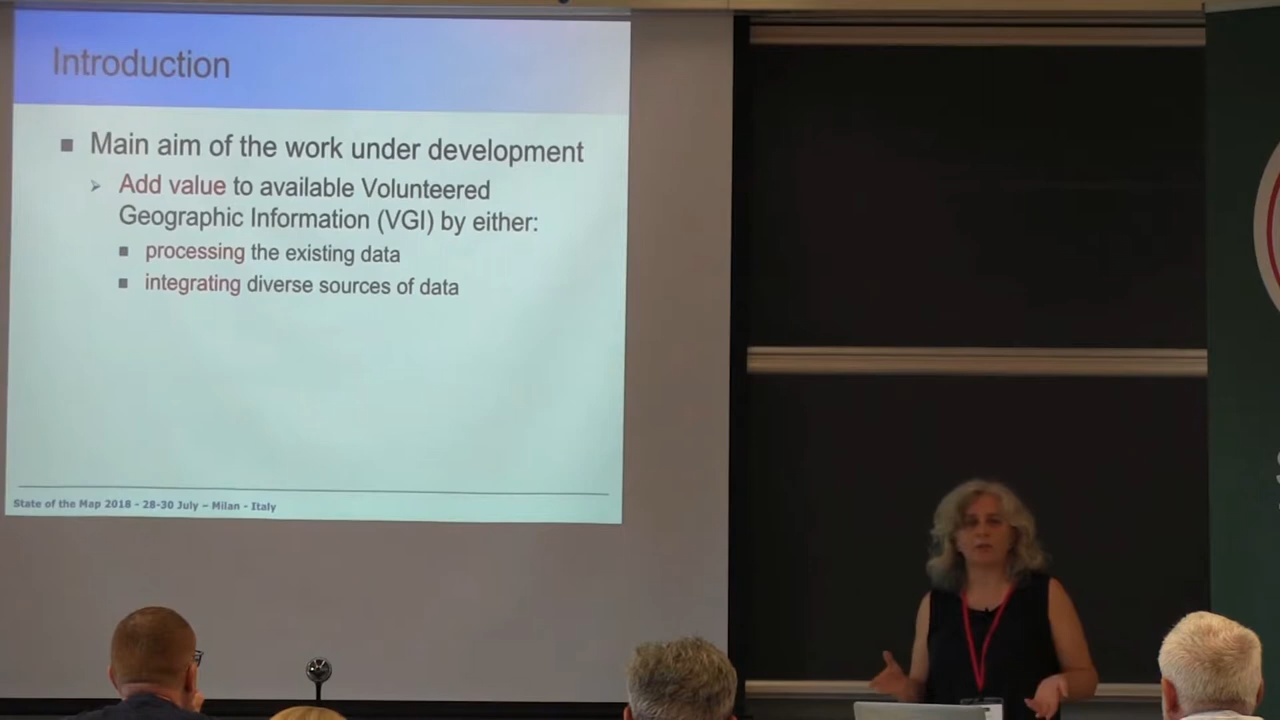 Introduction
Main aim of the work under development
Add value to available Volunteered
Geographic Information (VGI) by either:
processing the existing data
integrating diverse sources of data
State of the Map 2018 - 28-30 July – Milan - Italy